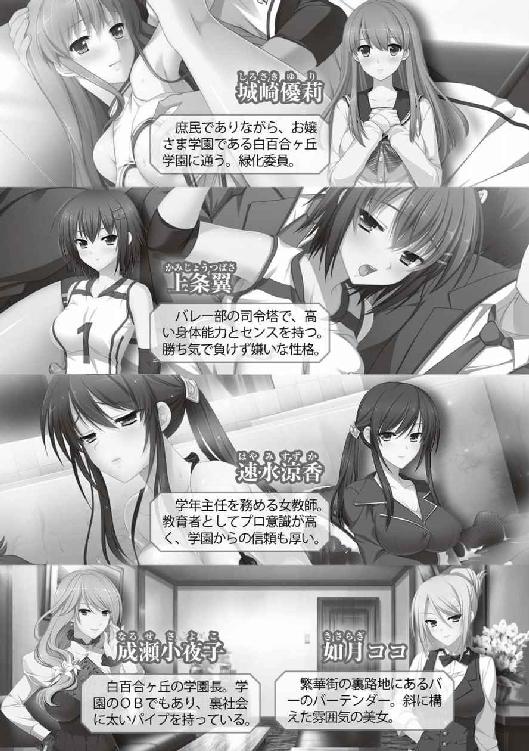 しろさきゆり
城崎優莉
庶民でありながら、お嬢
さま学園である白百合ヶ丘
学園に通う。緑化委員。
かみじょうつばさ
上条翼
バレー部の司令塔で、高
い身体能力とセンスを持つ。
勝ち気で負けず嫌いな性格。
1
はやみすずか
速水涼香
学年主任を務める女教師。
教育者としてプロ意識が高
く、学園からの信頼も厚い。
なるせさよこ
成瀬小夜子
白百合ヶ丘の学園長。学
園のOBでもあり、裏社会
に太いパイプを持っている。
きさらぎ
如月ココ
繁華街の裏路地にあるバ
ーのバーテンダー。斜に構
えた雰囲気の美女。